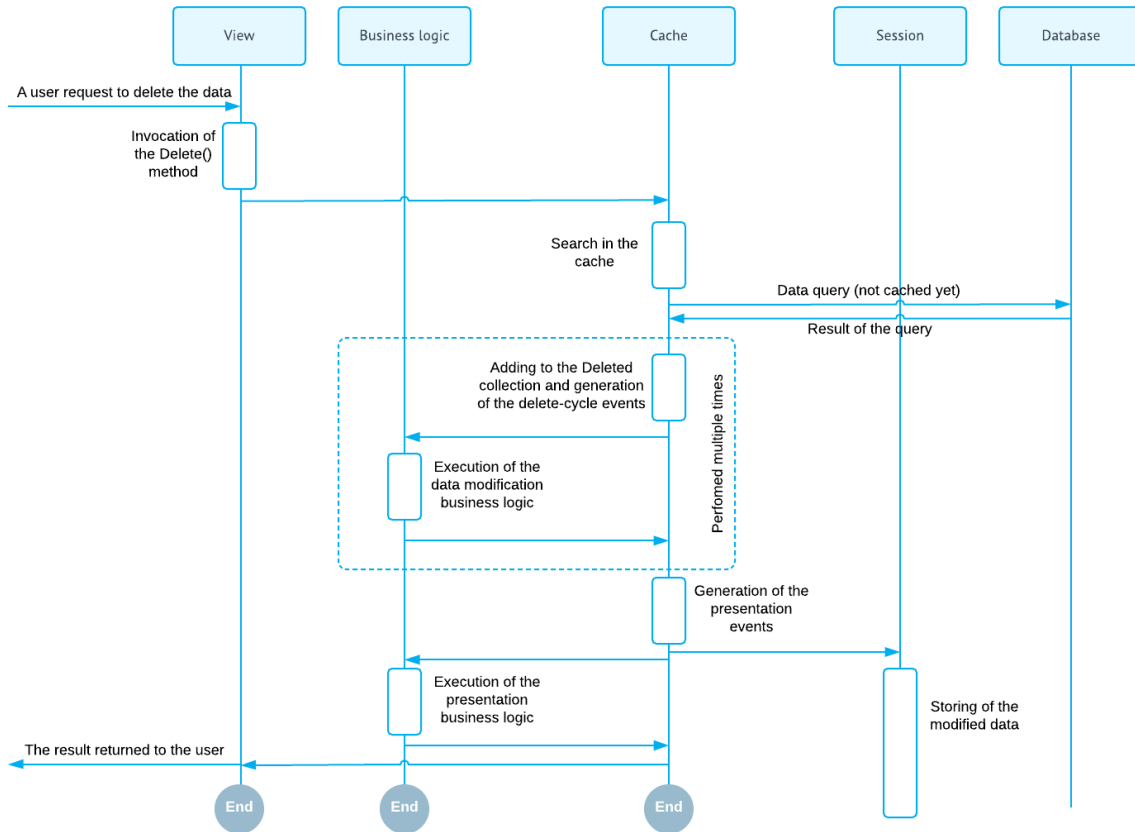 View
Business logic
Cache
Session
Database
A user request to delete the data
Invocation of
the Delete()
method
Search in the
cache
Data query (not cached yet)
Result of the query
Adding to the Deleted
collection and generation
of the delete-cycle events
Perfomed multiple times
Execution of the
data modification
business logic
Generation of the
presentation
events
Execution of the
presentation
business logic
Storing of the
modified data
The result returned to the user
End
End
End